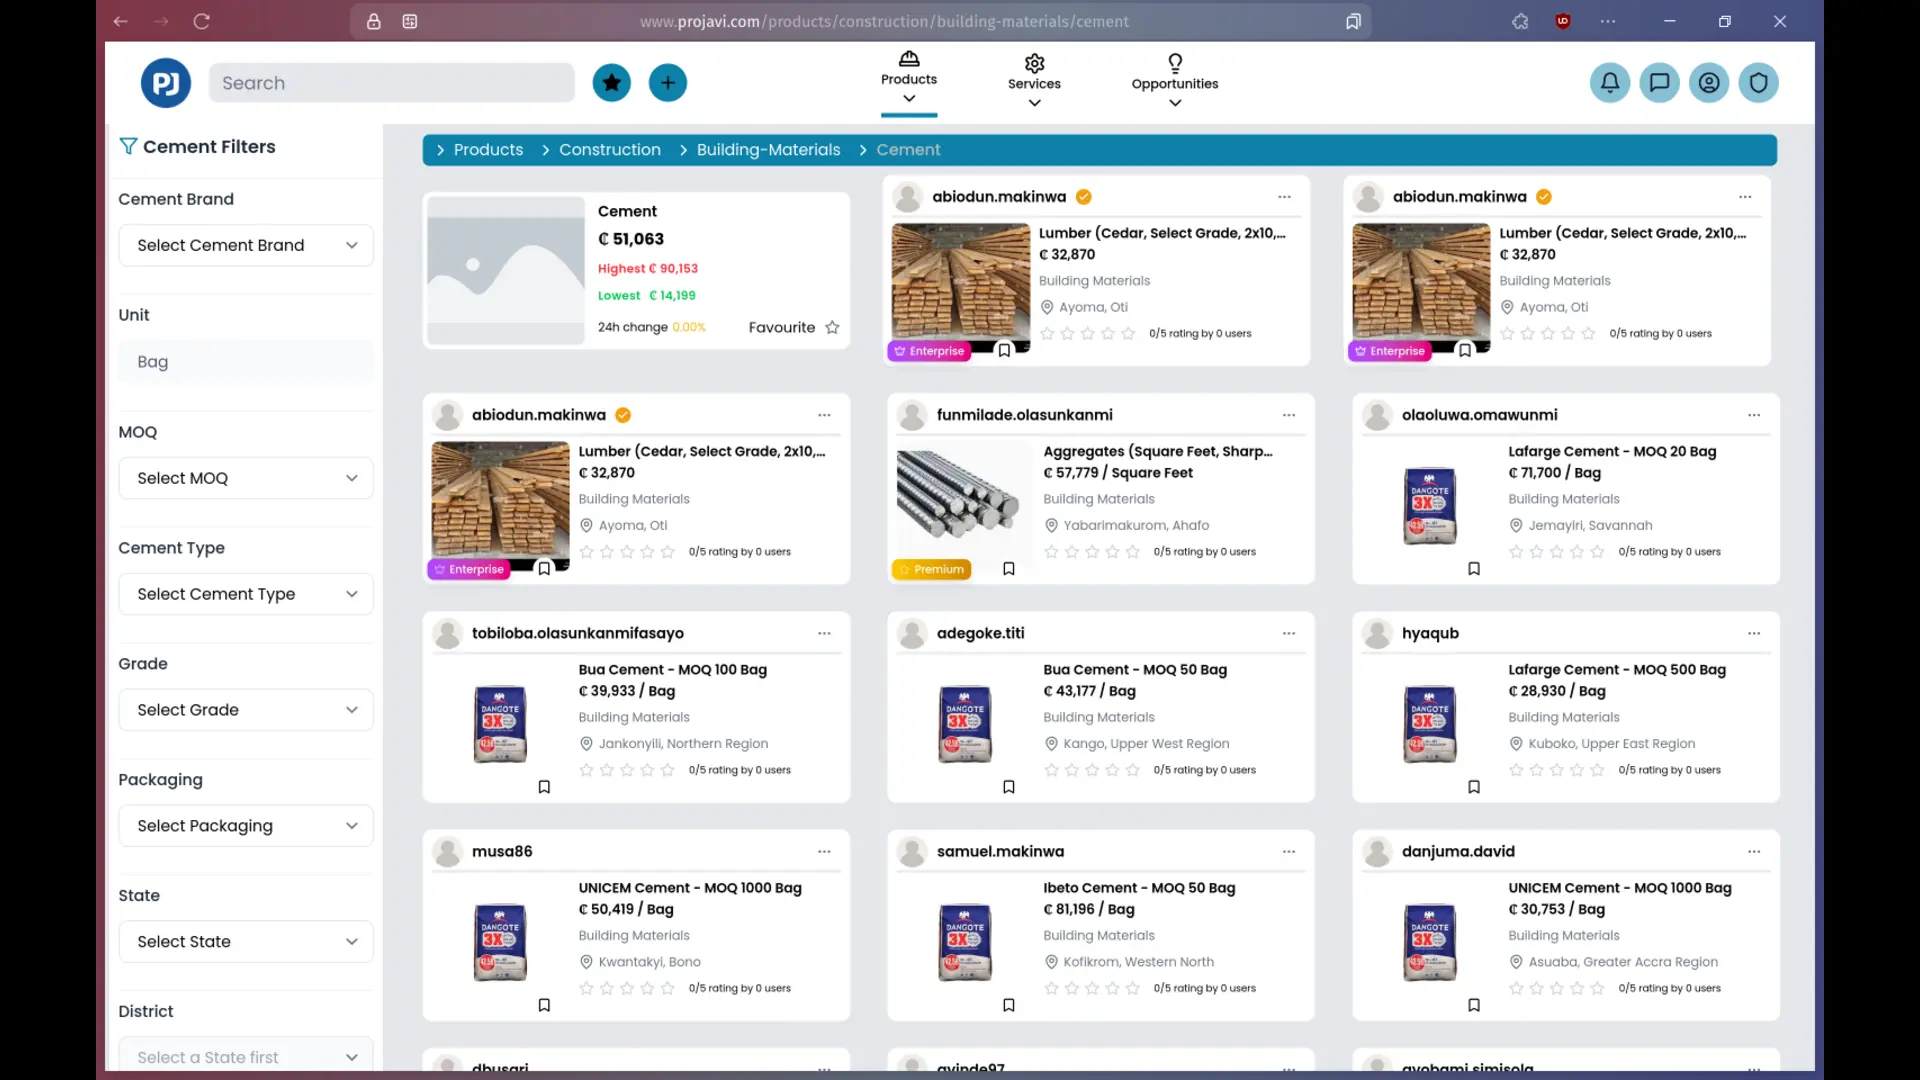 www.projavi.com/products/construction/building-materials/cement
PJ
Search
Products
Services
Opportunities
Cement Filters
Cement Brand
Select Cement Brand
Unit
Bag
MOQ
Select MOQ
Cement Type
Select Cement Type
Grade
Select Grade
Packaging
Select Packaging
State
Select State
District
Select a State first
Products
Construction
Building-Materials
Cement
Cement
₵ 51,063
Highest ₵ 90,153
Lowest ₵ 14,199
24h change 0.00%
Favourite
abiodun.makinwa
Lumber (Cedar, Select Grade, 2x10,...
₵ 32,870
Building Materials
Ayoma, Oti
0/5 rating by 0 users
Enterprise
abiodun.makinwa
Lumber (Cedar, Select Grade, 2x10,...
₵ 32,870
Building Materials
Ayoma, Oti
0/5 rating by 0 users
Enterprise
abiodun.makinwa
Lumber (Cedar, Select Grade, 2x10,...
₵ 32,870
Building Materials
Ayoma, Oti
0/5 rating by 0 users
Enterprise
funmilade.olasunkanmi
Aggregates (Square Feet, Sharp...
₵ 57,779 / Square Feet
Building Materials
Yabarimakurom, Ahafo
0/5 rating by 0 users
Premium
olaoluwa.omawunmi
DANGOTE
3X
Lafarge Cement - MOQ 20 Bag
₵ 71,700 / Bag
Building Materials
Jemayiri, Savannah
0/5 rating by 0 users
tobiloba.olasunkanmifasayo
DANGOTE
3X
Bua Cement - MOQ 100 Bag
₵ 39,933 / Bag
Building Materials
Jankonyili, Northern Region
0/5 rating by 0 users
adegoke.titi
DANGOTE
3X
Bua Cement - MOQ 50 Bag
₵ 43,177 / Bag
Building Materials
Kango, Upper West Region
0/5 rating by 0 users
hyaqub
DANGOTE
3X
Lafarge Cement - MOQ 500 Bag
₵ 28,930 / Bag
Building Materials
Kuboko, Upper East Region
0/5 rating by 0 users
musa86
DANGOTE
3X
UNICEM Cement - MOQ 1000 Bag
₵ 50,419 / Bag
Building Materials
Kwantakyi, Bono
0/5 rating by 0 users
samuel.makinwa
DANGOTE
3X
Ibeto Cement - MOQ 50 Bag
₵ 81,196 / Bag
Building Materials
Kofikrom, Western North
0/5 rating by 0 users
danjuma.david
DANGOTE
3X
UNICEM Cement - MOQ 1000 Bag
₵ 30,753 / Bag
Building Materials
Asuaba, Greater Accra Region
0/5 rating by 0 users
dbusari
ayinde97
ayobami.simisola